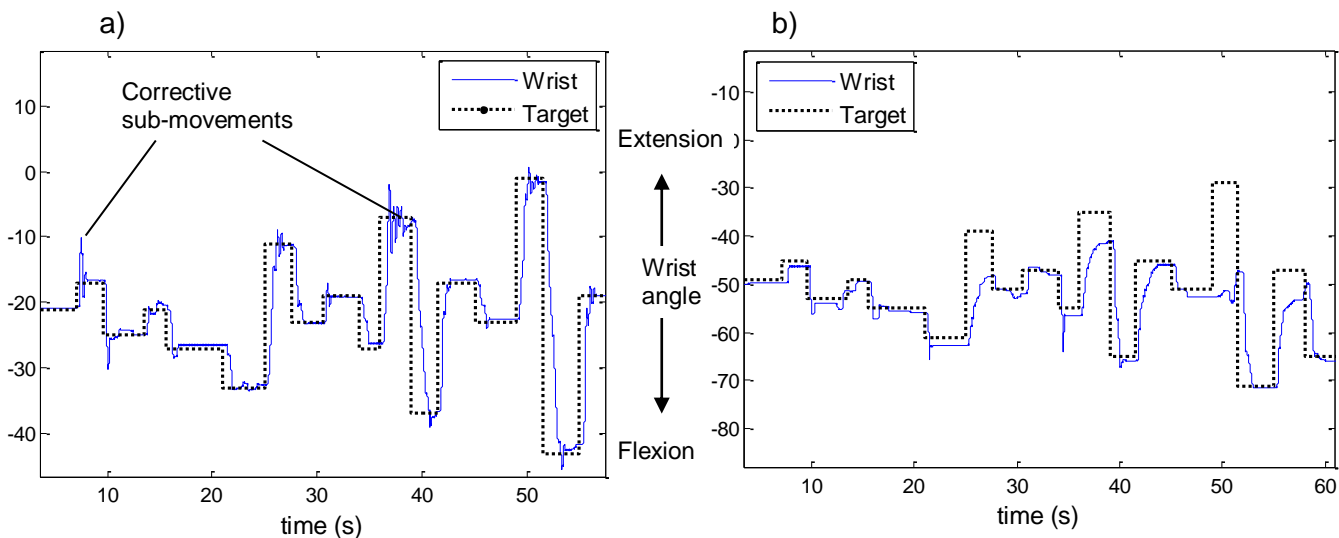 a)
Corrective
sub-movements
Wrist
Target
10
0
-10
-20
-30
-40
10
20
30
40
50
time (s)
Extension
Wrist
angle
Flexion
b)
Wrist
Target
-10
-20
-30
-40
-50
-60
-70
-80
10
20
30
40
50
60
time (s)